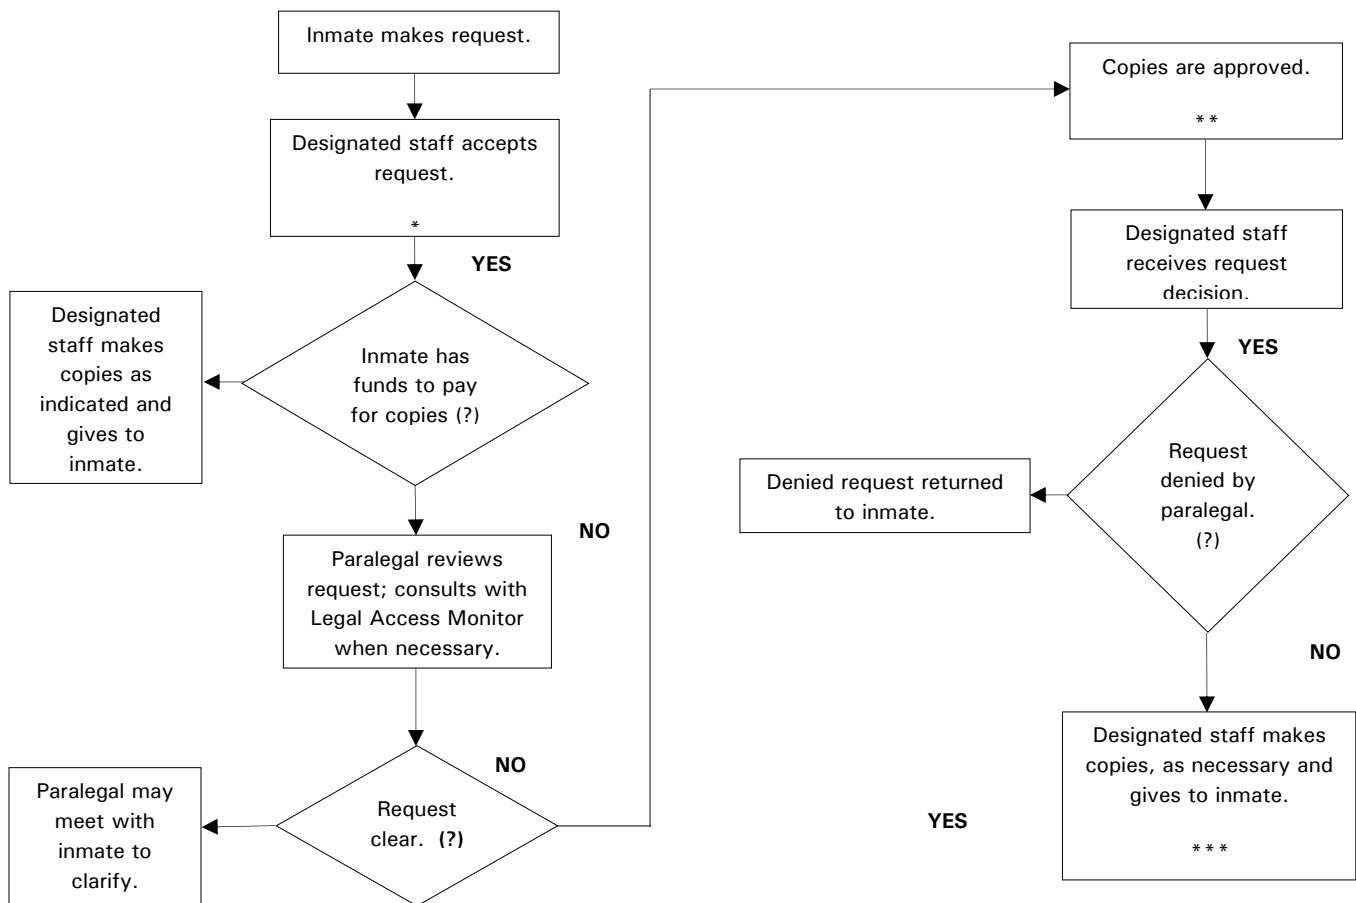 Inmate makes request.
Designated staff accepts
request.
*
YES
Designated
staff makes
copies as
indicated and
gives to
inmate.
Inmate has
funds to pay
for copies (?)
NO
Paralegal reviews
request; consults with
Legal Access Monitor
when necessary.
NO
Paralegal may
meet with
inmate to
clarify.
Request
clear. (?)
YES
Copies are approved.
* *
Designated staff
receives request
decision.
YES
Denied request returned
to inmate.
Request
denied by
paralegal.
(?)
NO
Designated staff makes
copies, as necessary and
gives to inmate.
* * *